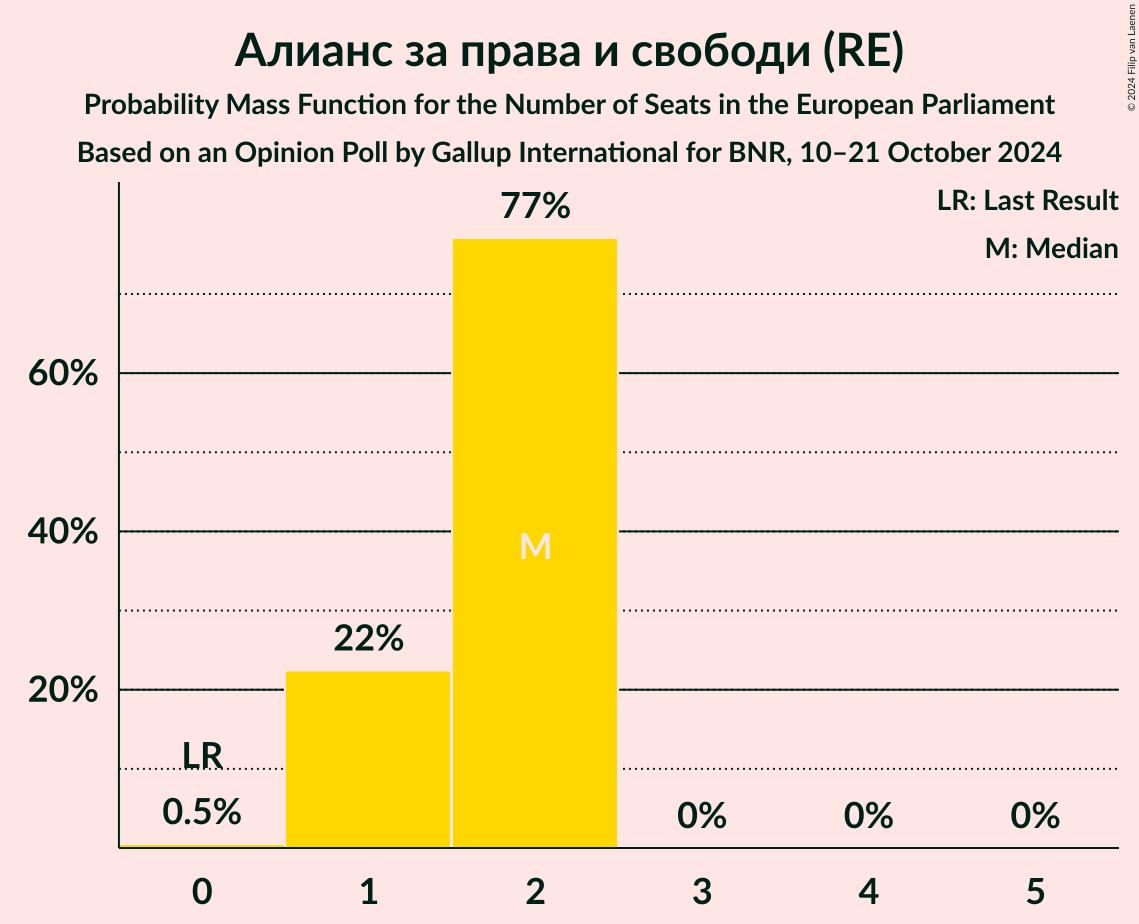 Алианс за права и свободи (RE)
Probability Mass Function for the Number of Seats in the European Parliament
Based on an Opinion Poll by Gallup International for BNR, 10–21 October 2024
© 2024 Filip van Laenen
LR: Last Result
M: Median
77%
60%
40%
M
22%
20%
LR
0.5%
0% 0% 0%
0 1 2 3 4 5